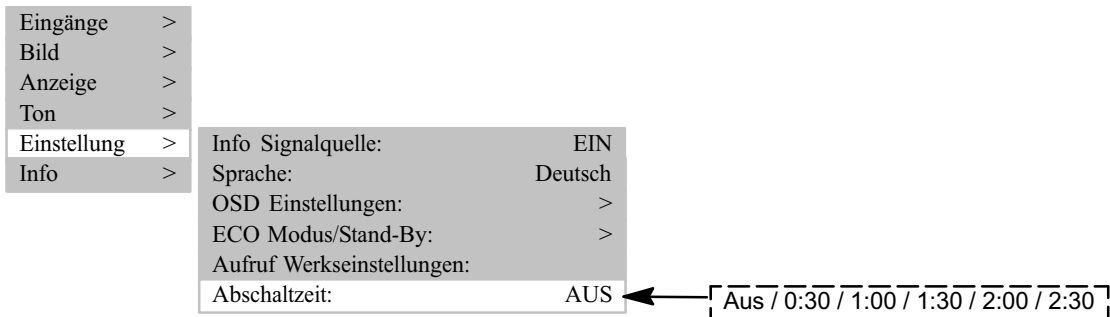 Eingänge >
Bild >
Anzeige >
Ton >
Einstellung >
Info >
Info Signalquelle: EIN
Sprache: Deutsch
OSD Einstellungen: >
ECO Modus/Stand-By: >
Aufruf Werkseinstellungen:
Abschaltzeit: AUS
Aus / 0:30 / 1:00 / 1:30 / 2:00 / 2:30